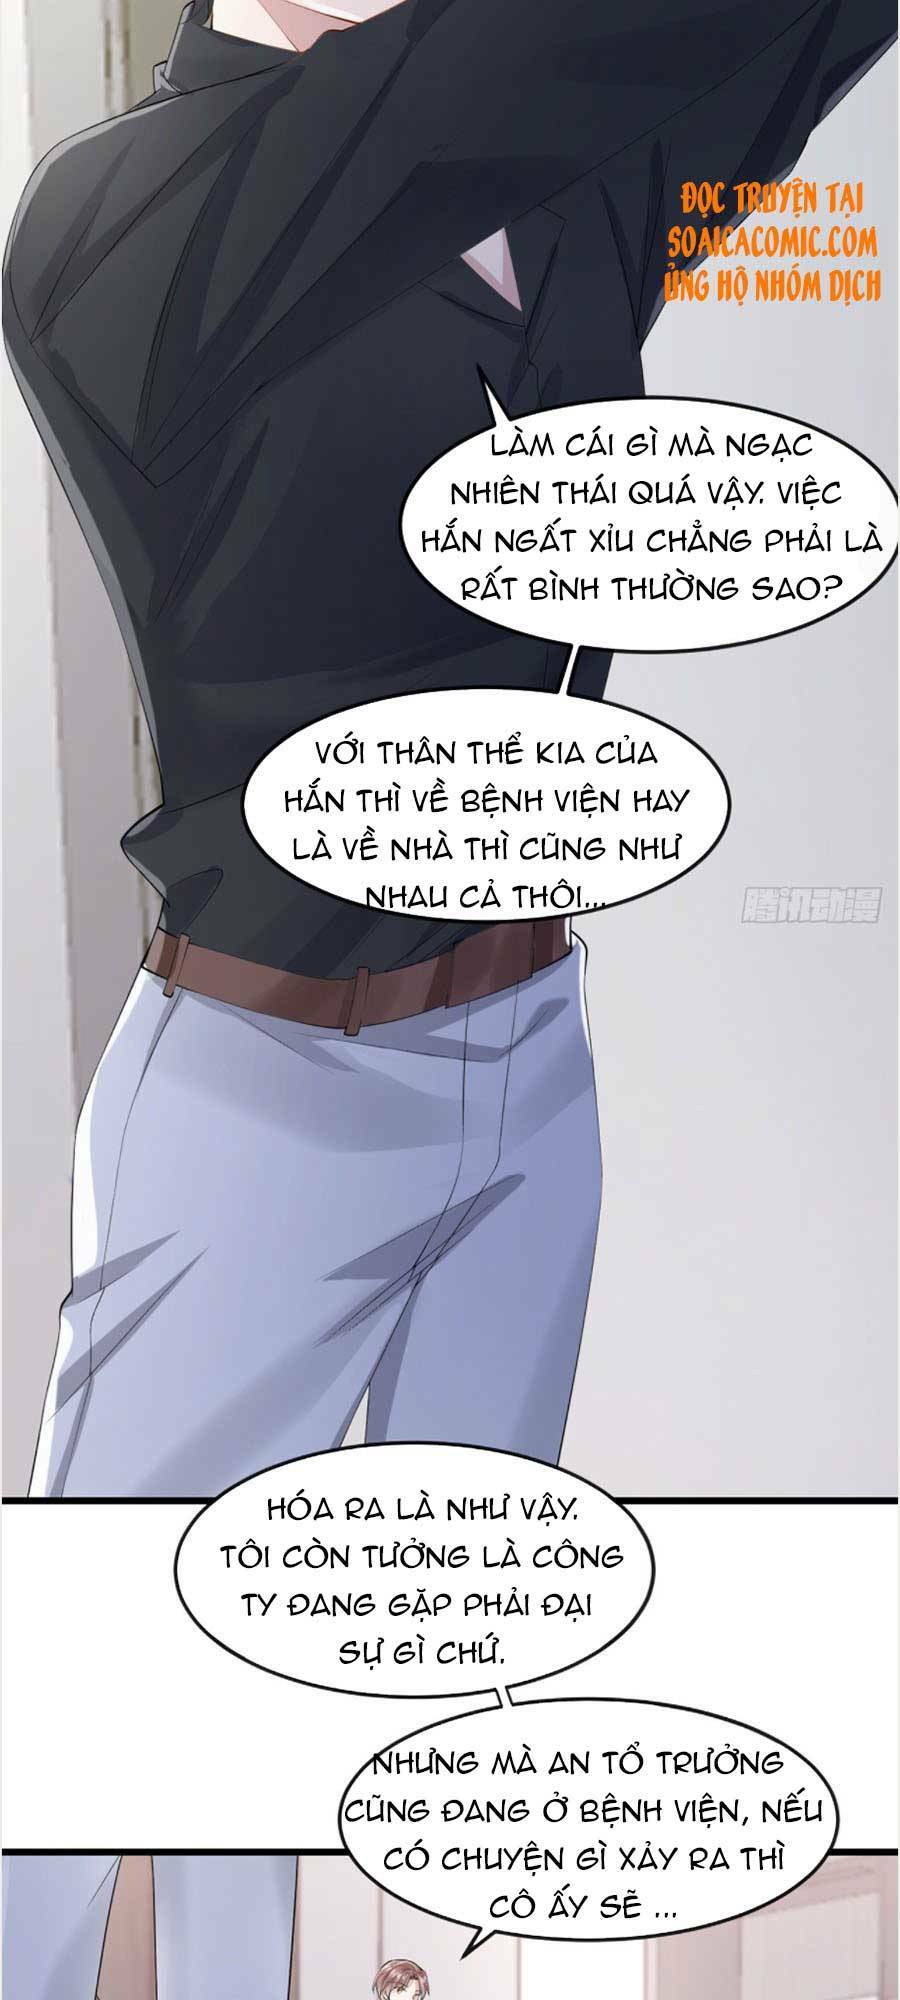 ĐỌC TRUYỆN TẠI
SOAICACOMIC.COM
ỦNG HỘ NHÓM DỊCH
LÀM CÁI GÌ MÀ NGẠC
NHIÊN THÁI QUÁ VẬY. VIỆC
HẮN NGẤT XỈU CHẲNG PHẢI LÀ
RẤT BÌNH THƯỜNG SAO?
VỚI THÂN THỂ KIA CỦA
HẮN THÌ VỀ BỆNH VIỆN HAY
LÀ VỀ NHÀ THÌ CŨNG NHƯ
NHAU CẢ THÔI...
腾讯动漫
HÓA RA LÀ NHƯ VẬY.
TÔI CÒN TƯỞNG LÀ CÔNG
TY ĐANG GẶP PHẢI ĐẠI
SỰ GÌ CHỨ.
NHƯNG MÀ AN TỔ TRƯỞNG
CŨNG ĐANG Ở BỆNH VIỆN, NẾU
CÓ CHUYỆN GÌ XẢY RA THÌ
CÔ ẤY SẼ ...